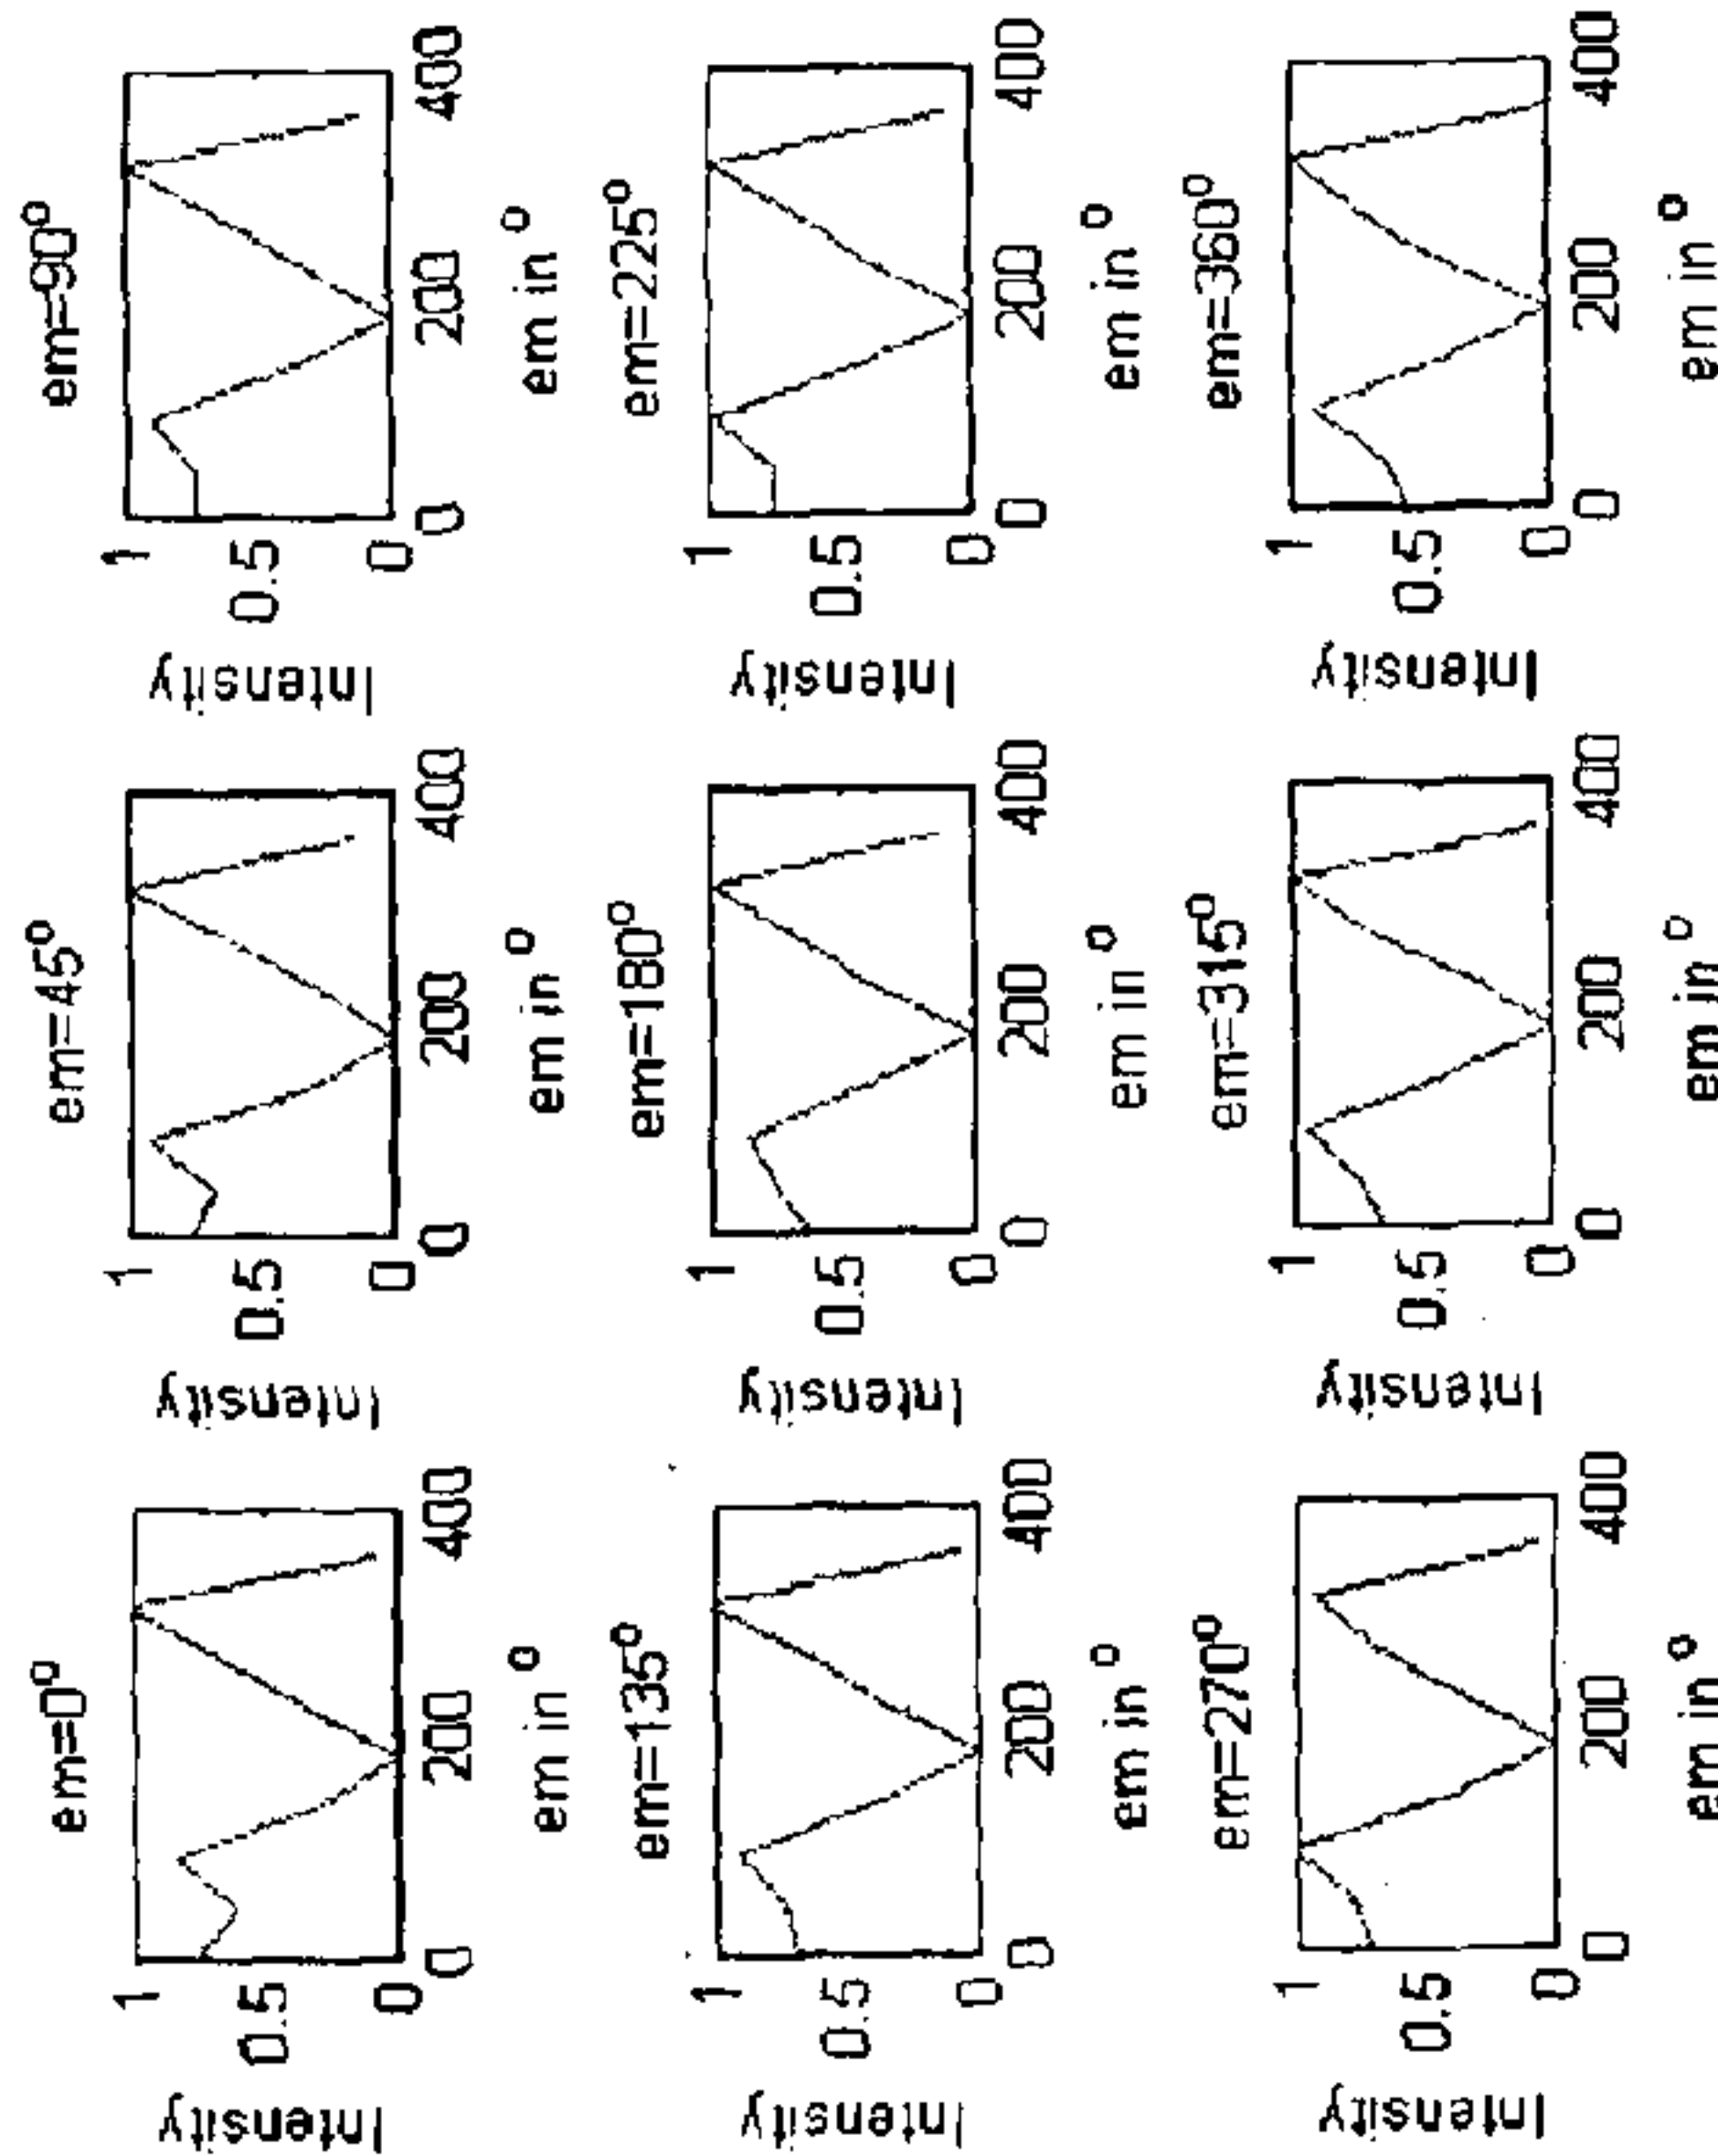 em=0°
Intensity
1
0.5
0
0 200 400
em in °
em=45°
Intensity
1
0.5
0
0 200 400
em in °
em=90°
Intensity
1
0.5
0
0 200 400
em in °
em=135°
Intensity
1
0.5
0
0 200 400
em in °
em=180°
Intensity
1
0.5
0
0 200 400
em in °
em=225°
Intensity
1
0.5
0
0 200 400
em in °
em=270°
Intensity
1
0.5
0
0 200 400
em in °
em=315°
Intensity
1
0.5
0
0 200 400
em in °
em=360°
Intensity
1
0.5
0
0 200 400
em in °